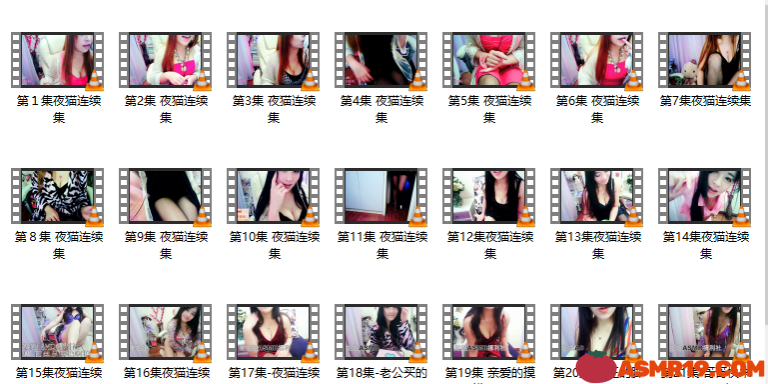 第１集夜猫连续集
第2集 夜猫连续集
第3集 夜猫连续集
第4集 夜猫连续集
第5集 夜猫连续集
第6集 夜猫连续集
第7集夜猫连续集
第８集 夜猫连续集
第9集 夜猫连续集
第10集 夜猫连续集
第11集 夜猫连续集
第12集夜猫连续集
第13集夜猫连续集
第14集夜猫连续集
第15集夜猫连续
第16集夜猫连续
第17集-夜猫连续
第18集-老公买的
第19集 亲爱的摸
第20
ASMR19.COM